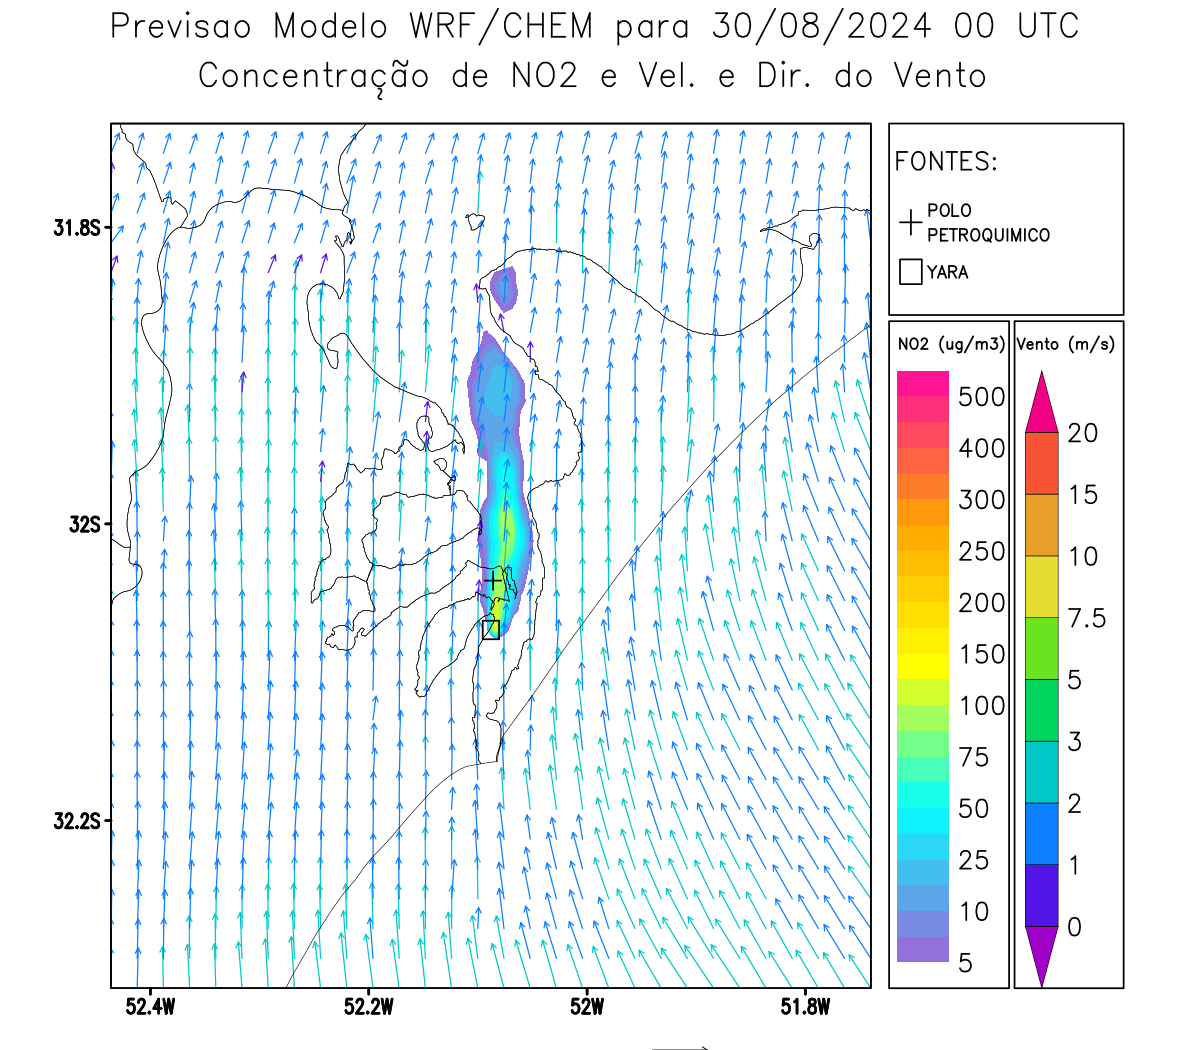 Previsao Modelo WRF/CHEM para 30/08/2024 00 UTC
Concentração de NO2 e Vel. e Dir. do Vento
FONTES:
POLO
PETROQUIMICO
YARA
31.8S
32S
32.2S
52.4W
52.2W
52W
51.8W
NO2 (ug/m3)
500
400
300
250
200
150
100
75
50
25
10
5
Vento (m/s)
20
15
10
7.5
5
3
2
1
0